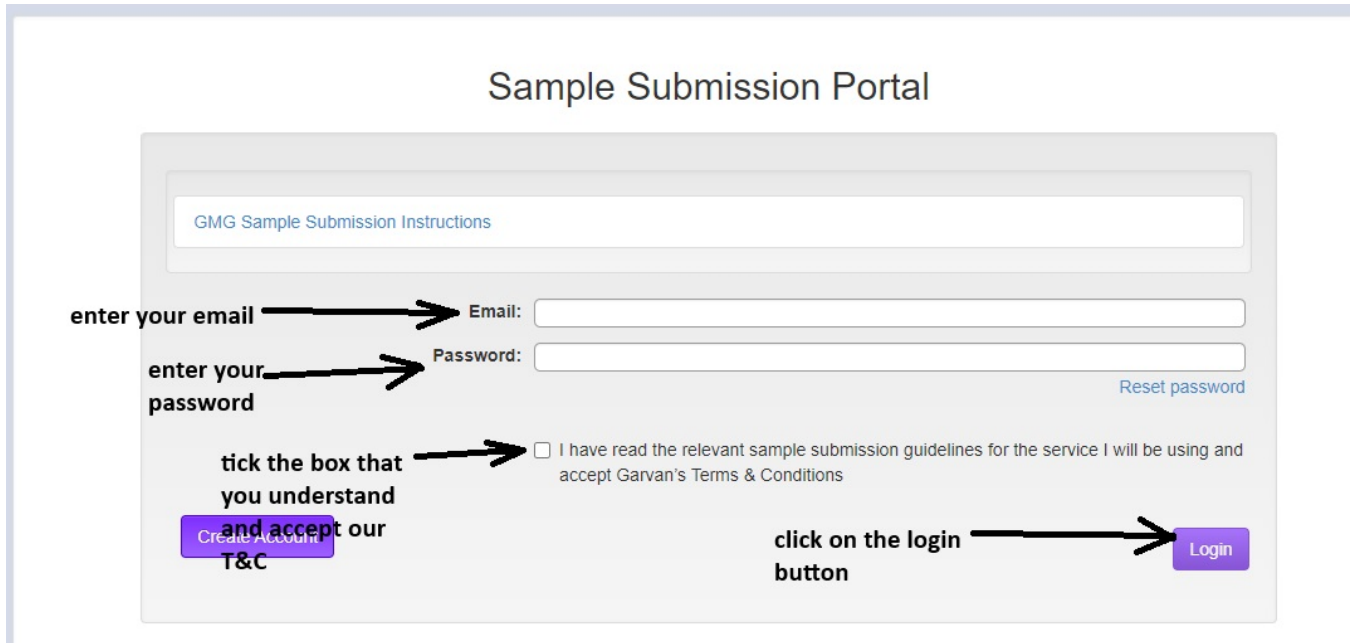 Sample Submission Portal
GMG Sample Submission Instructions
enter your email
Email:
enter your
password
Password:
Reset password
tick the box that
you understand
and accept our
T&C
I have read the relevant sample submission guidelines for the service I will be using and
accept Garvan's Terms & Conditions
Create Account
click on the login
button
Login